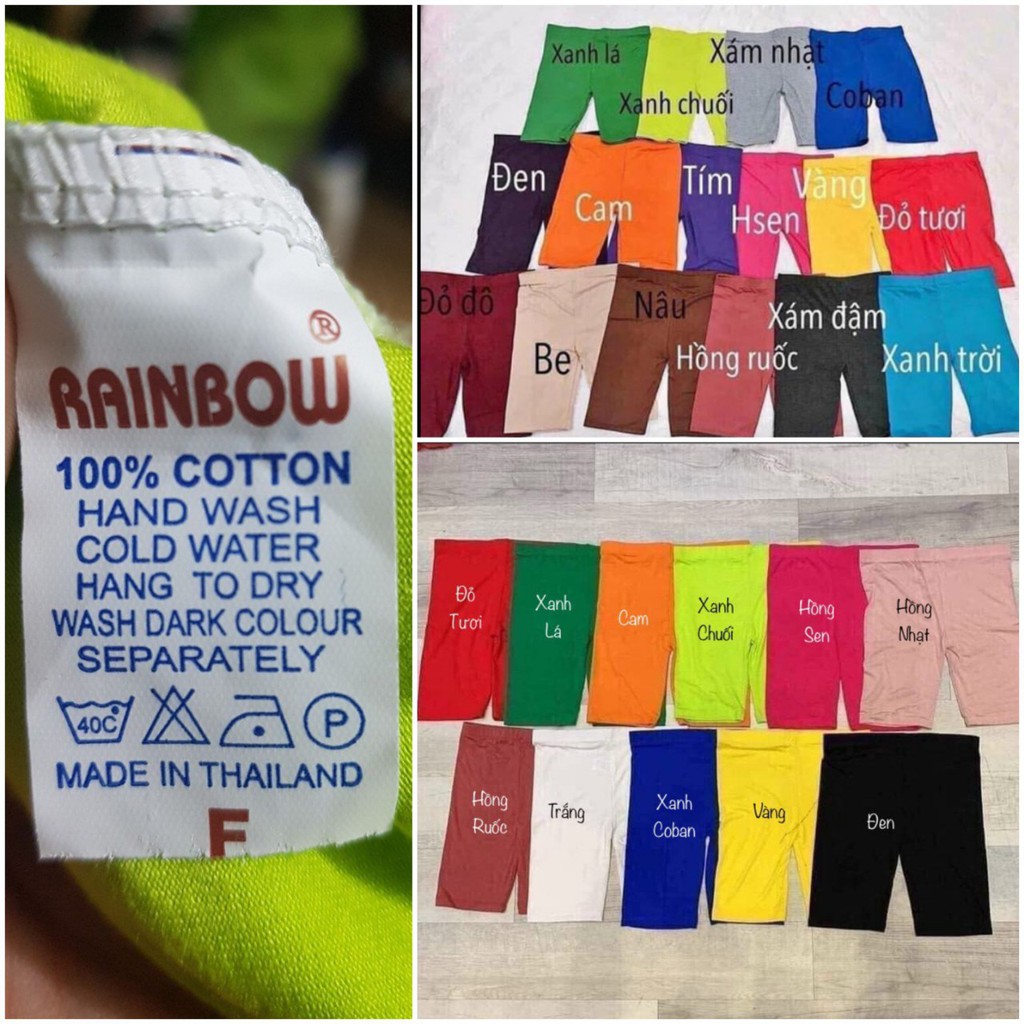 ®
RAINBOW
100% COTTON
HAND WASH
COLD WATER
HANG TO DRY
WASH DARK COLOUR
SEPARATELY
40C P
MADE IN THAILAND
F
Xanh lá
Xanh chuối
Xám nhạt
Coban
Đen
Cam
Tím
Hsen
Vàng
Đỏ tươi
Đỏ đô
Be
Nâu
Hồng ruốc
Xám đậm
Xanh trời
Đỏ
Tươi
Xanh
Lá
Cam
Xanh
Chuối
Hồng
Sen
Hồng
Nhạt
Hồng
Ruốc
Trắng
Xanh
Coban
Vàng
Đen